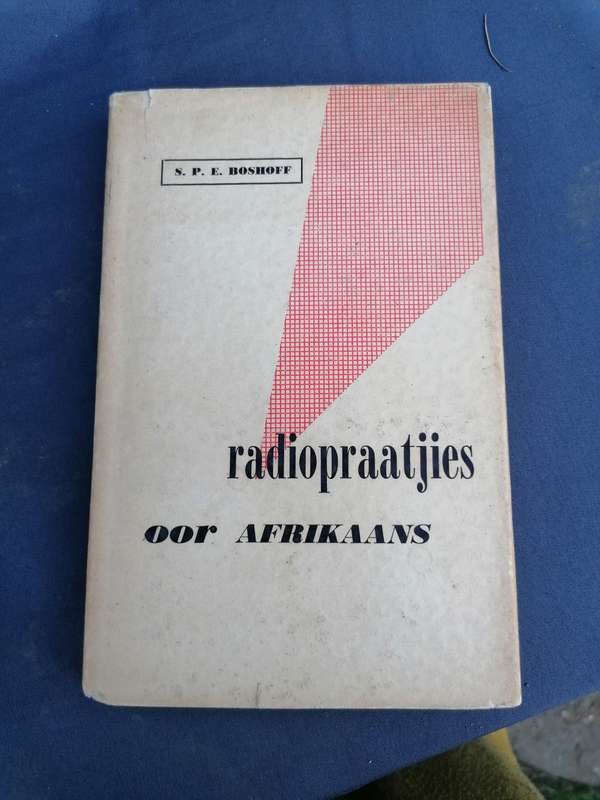 S. P. E. BOSHOFF
radiopraatjies
oor AFRIKAANS